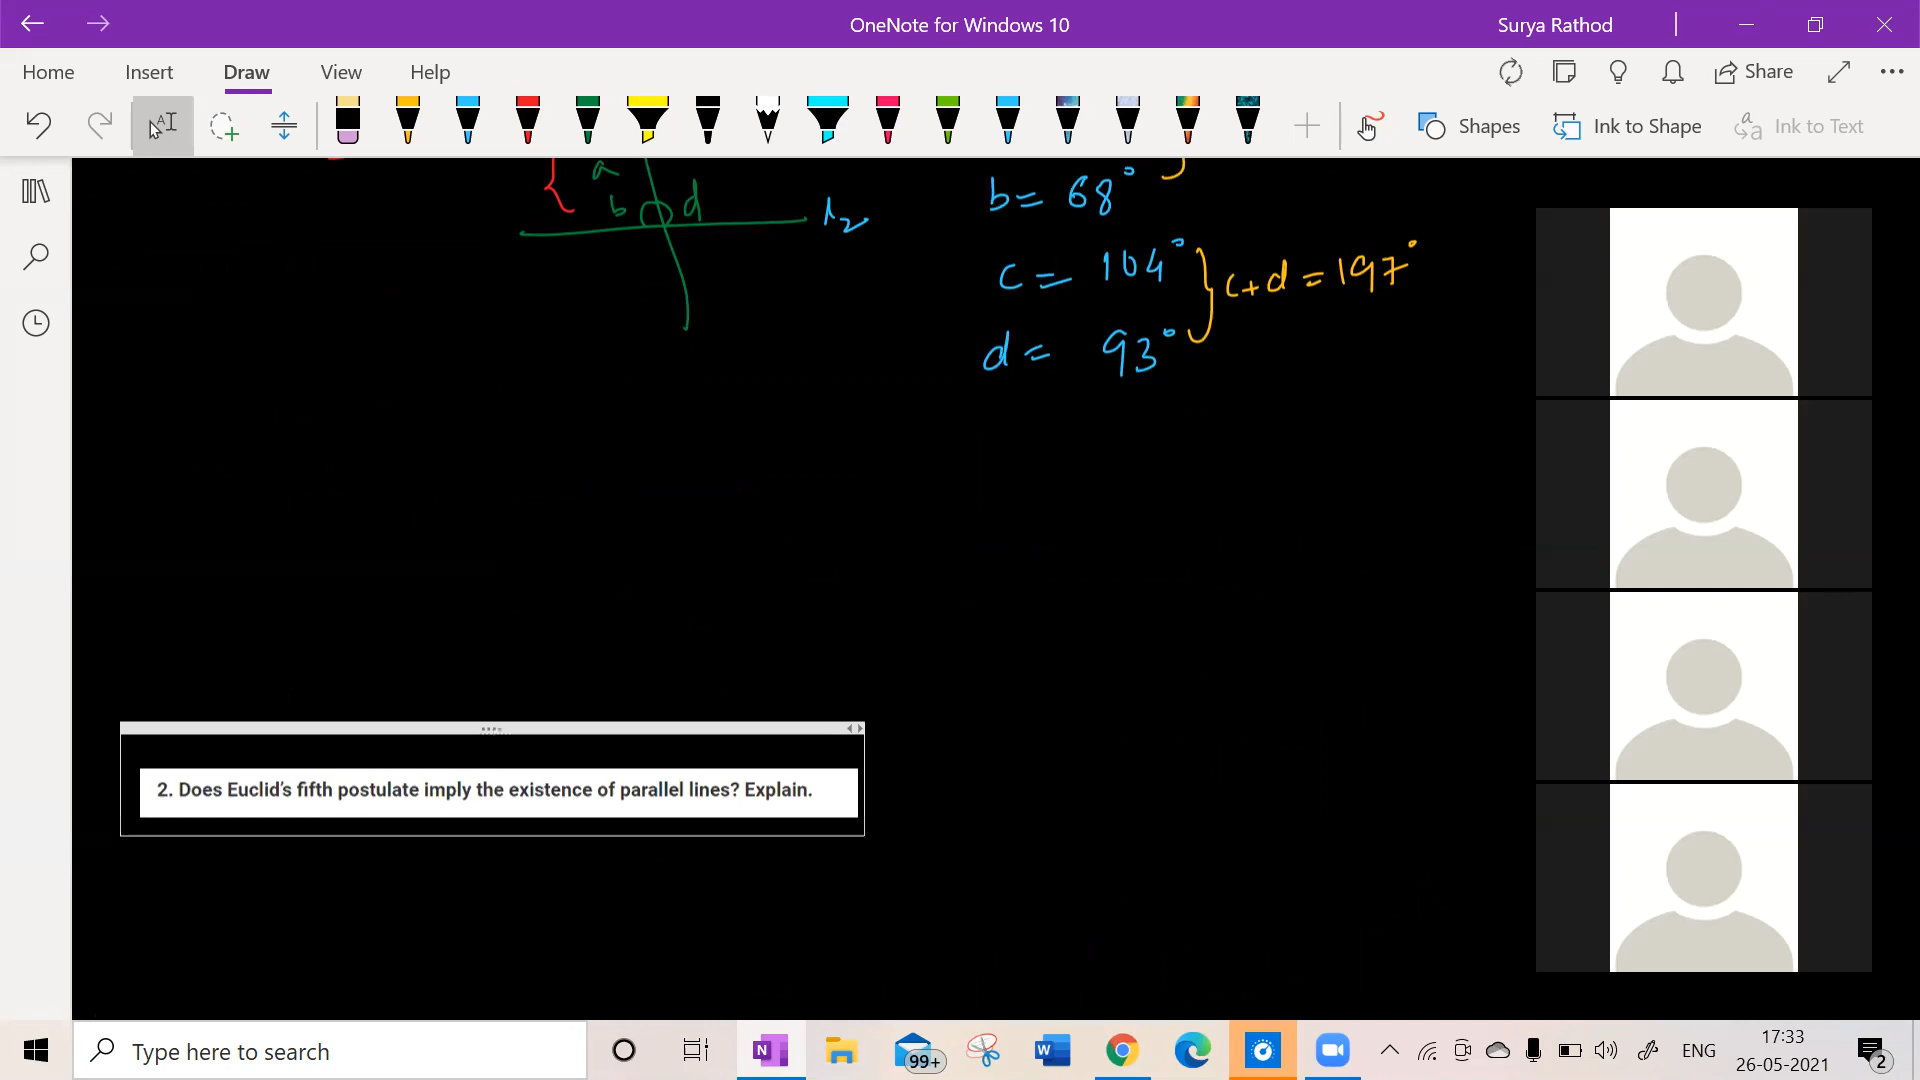 OneNote for Windows 10
Surya Rathod
Home Insert Draw View Help
Share
Shapes
Ink to Shape
Ink to Text
a
b d
l2
b = 68°
c = 104°
d = 93°
c+d = 197°
2. Does Euclid's fifth postulate imply the existence of parallel lines? Explain.
Type here to search
99+
ENG
17:33
26-05-2021
2